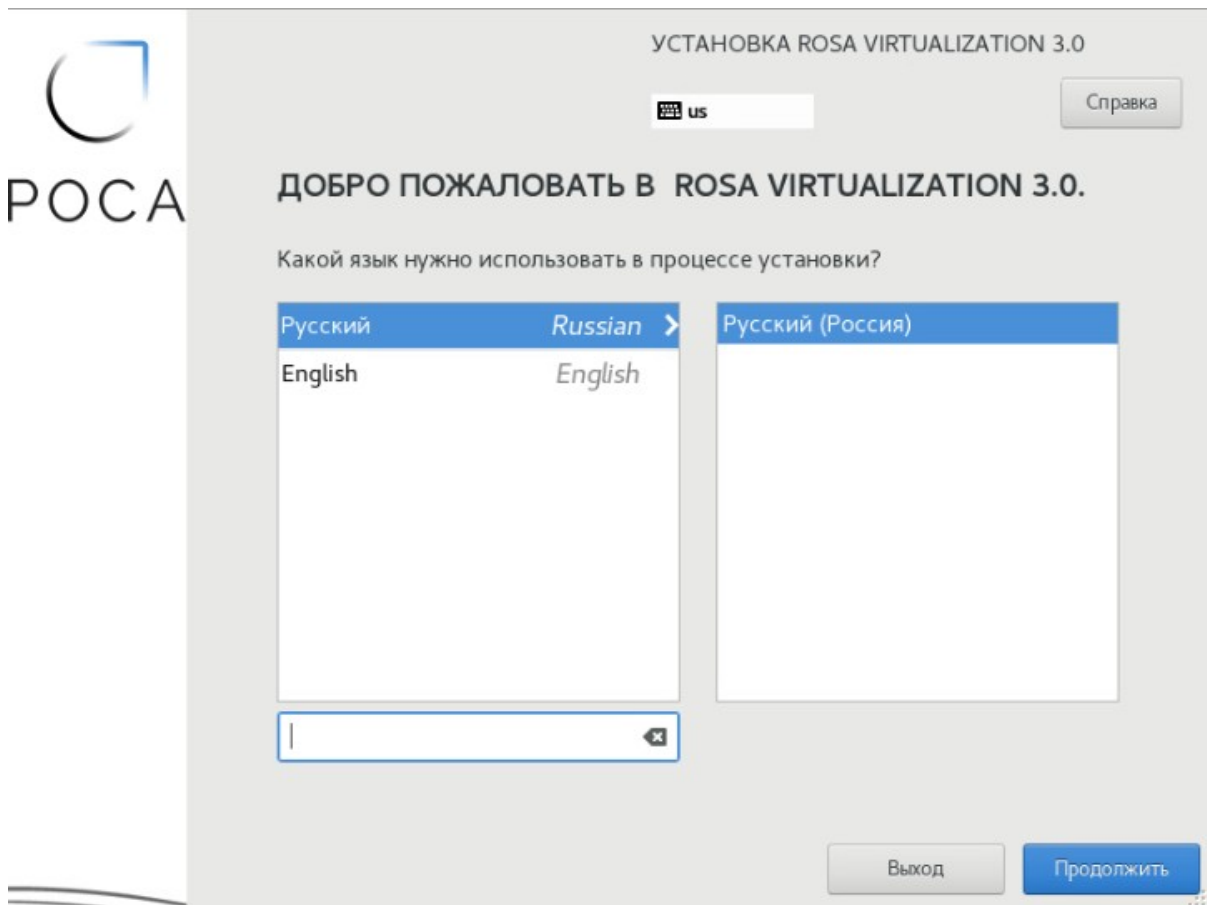 УСТАНОВКА ROSA VIRTUALIZATION 3.0
us
Справка
РОСА
ДОБРО ПОЖАЛОВАТЬ В ROSA VIRTUALIZATION 3.0.
Какой язык нужно использовать в процессе установки?
Русский Russian
Русский (Россия)
English English
Выход
Продолжить